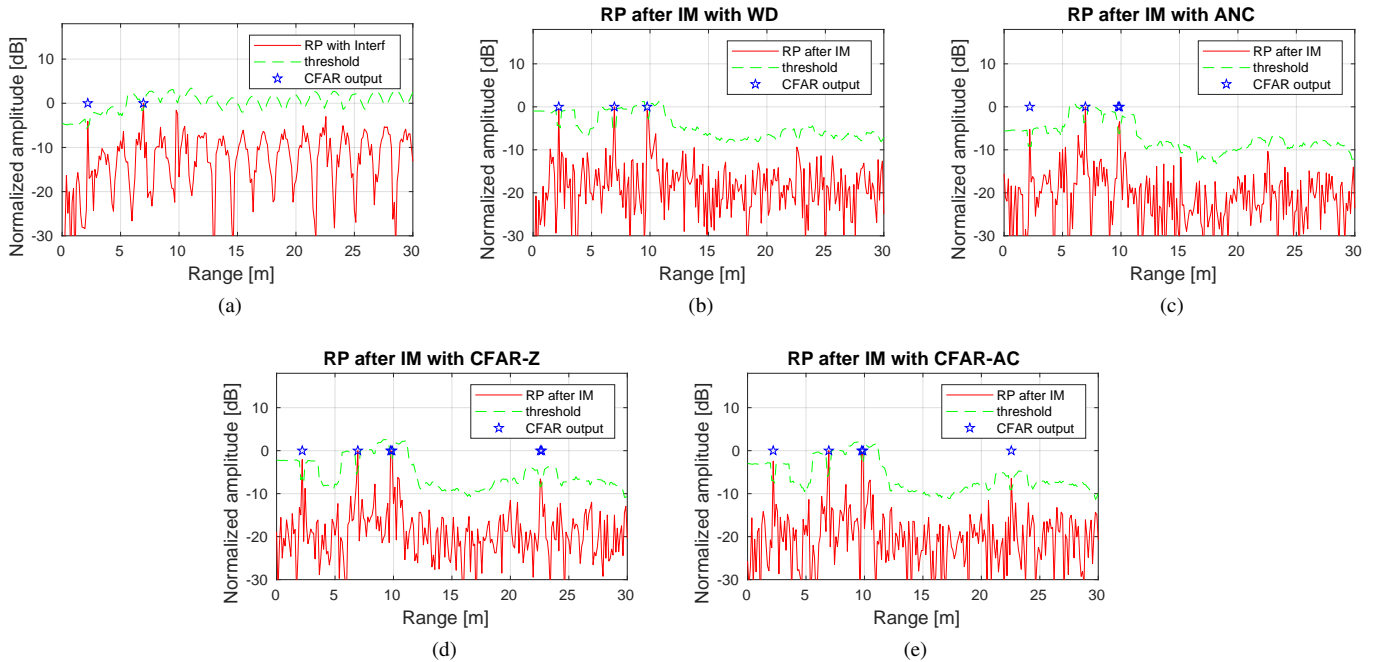 10
0
-10
-20
-30
0 5 10 15 20 25 30
Normalized amplitude [dB]
Range [m]
RP with Interf
threshold
CFAR output
(a)
RP after IM with WD
10
0
-10
-20
-30
0 5 10 15 20 25 30
Normalized amplitude [dB]
Range [m]
RP after IM
threshold
CFAR output
(b)
RP after IM with ANC
10
0
-10
-20
-30
0 5 10 15 20 25 30
Normalized amplitude [dB]
Range [m]
RP after IM
threshold
CFAR output
(c)
RP after IM with CFAR-Z
10
0
-10
-20
-30
0 5 10 15 20 25 30
Normalized amplitude [dB]
Range [m]
RP after IM
threshold
CFAR output
(d)
RP after IM with CFAR-AC
10
0
-10
-20
-30
0 5 10 15 20 25 30
Normalized amplitude [dB]
Range [m]
RP after IM
threshold
CFAR output
(e)